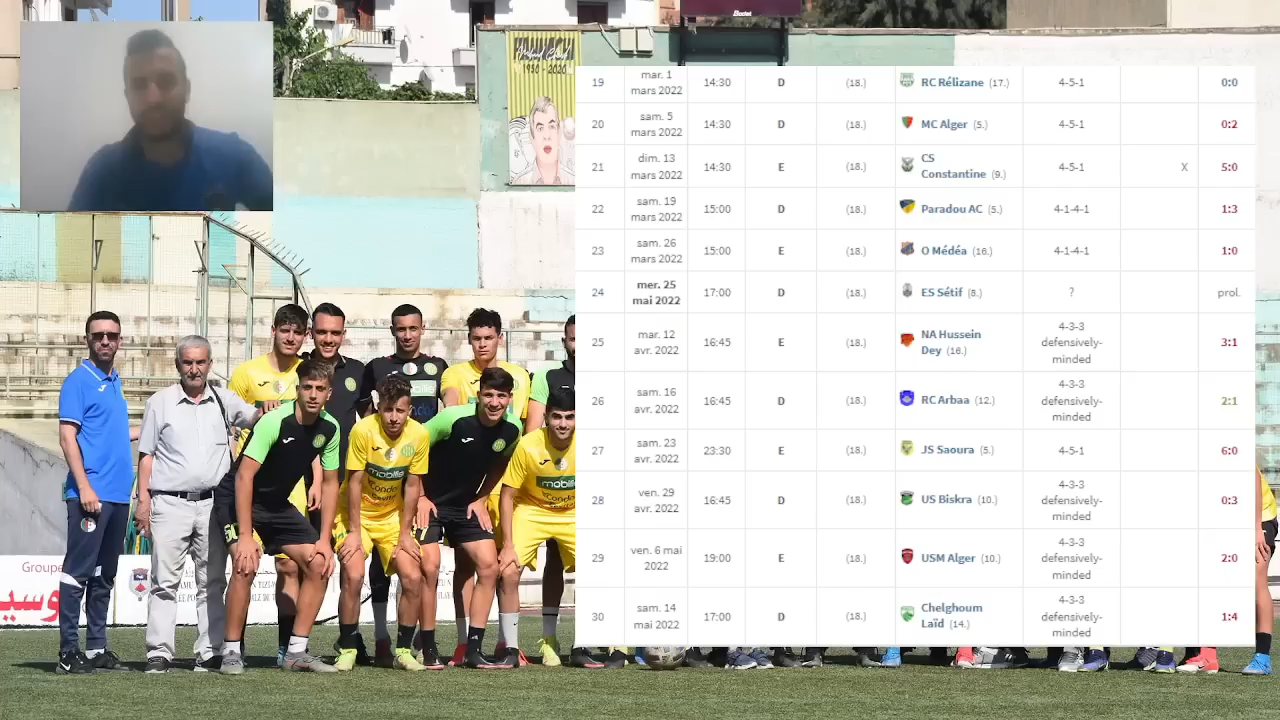 Bodet
1950 - 2020
19 mar. 1 mars 2022 14:30 D (18.) RC Rélizane (17.) 4-5-1 0:0
20 sam. 5 mars 2022 14:30 D (18.) MC Alger (5.) 4-5-1 0:2
21 dim. 13 mars 2022 14:30 E (18.) CS Constantine (9.) 4-5-1 X 5:0
22 sam. 19 mars 2022 15:00 D (18.) Paradou AC (5.) 4-1-4-1 1:3
23 sam. 26 mars 2022 15:00 E (18.) O Médéa (16.) 4-1-4-1 1:0
24 mer. 25 mai 2022 17:00 D (18.) ES Sétif (8.) ? prol.
25 mar. 12 avr. 2022 16:45 E (18.) NA Hussein Dey (16.) 4-3-3 defensively-minded 3:1
26 sam. 16 avr. 2022 16:45 D (18.) RC Arbaa (12.) 4-3-3 defensively-minded 2:1
27 sam. 23 avr. 2022 23:30 E (18.) JS Saoura (5.) 4-5-1 6:0
28 ven. 29 avr. 2022 16:45 D (18.) US Biskra (10.) 4-3-3 defensively-minded 0:3
29 ven. 6 mai 2022 19:00 E (18.) USM Alger (10.) 4-3-3 defensively-minded 2:0
30 sam. 14 mai 2022 17:00 D (18.) Chelghoum Laïd (14.) 4-3-3 defensively-minded 1:4
mobilis
mobilis
Condor
Groupe